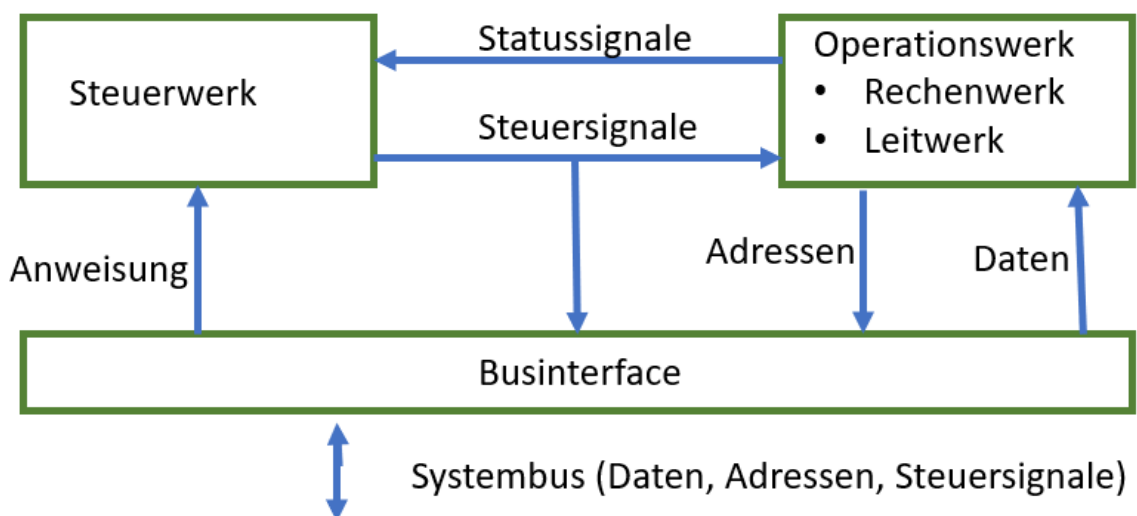 Statussignale
Steuerwerk
Operationswerk
• Rechenwerk
• Leitwerk
Steuersignale
Anweisung
Adressen
Daten
Businterface
Systembus (Daten, Adressen, Steuersignale)